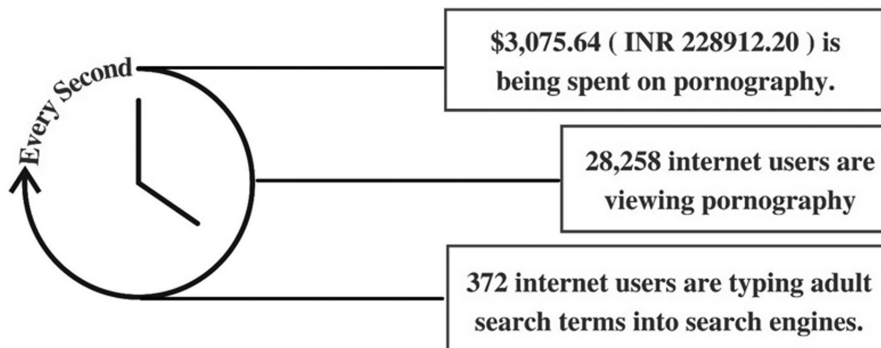 Every Second
$3,075.64 ( INR 228912.20 ) is
being spent on pornography.
28,258 internet users are
viewing pornography
372 internet users are typing adult
search terms into search engines.